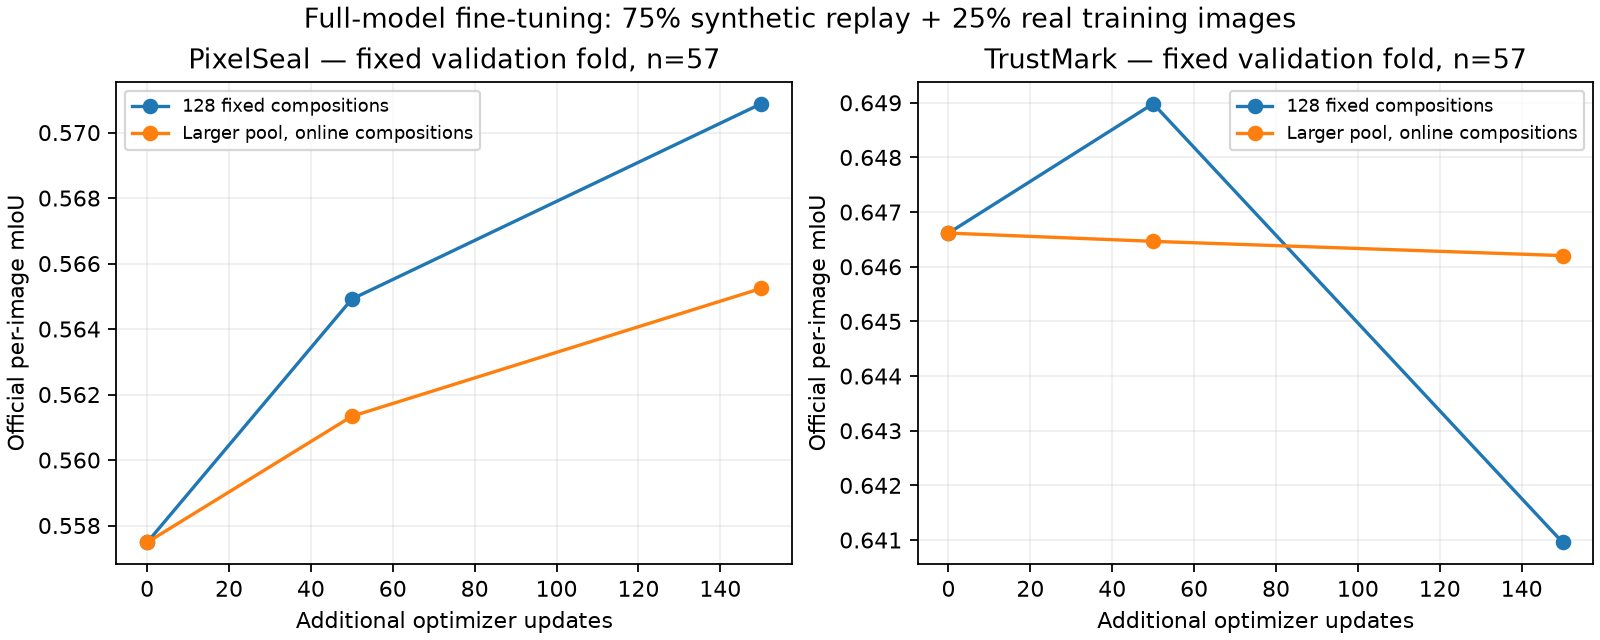 Full-model fine-tuning: 75% synthetic replay + 25% real training images
PixelSeal — fixed validation fold, n=57
128 fixed compositions
Larger pool, online compositions
Official per-image mIoU
0.570
0.568
0.566
0.564
0.562
0.560
0.558
0
20
40
60
80
100
120
140
Additional optimizer updates
TrustMark — fixed validation fold, n=57
128 fixed compositions
Larger pool, online compositions
Official per-image mIoU
0.649
0.648
0.647
0.646
0.645
0.644
0.643
0.642
0.641
0
20
40
60
80
100
120
140
Additional optimizer updates